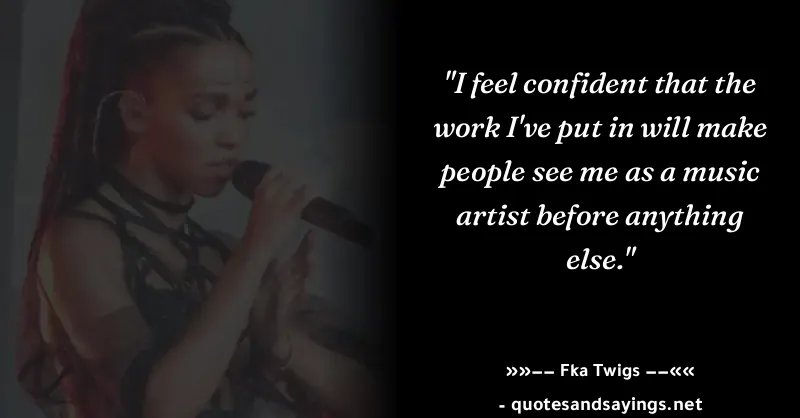 "I feel confident that the
work I've put in will make
people see me as a music
artist before anything
else."
»»—— Fka Twigs ——««
- quotesandsayings.net